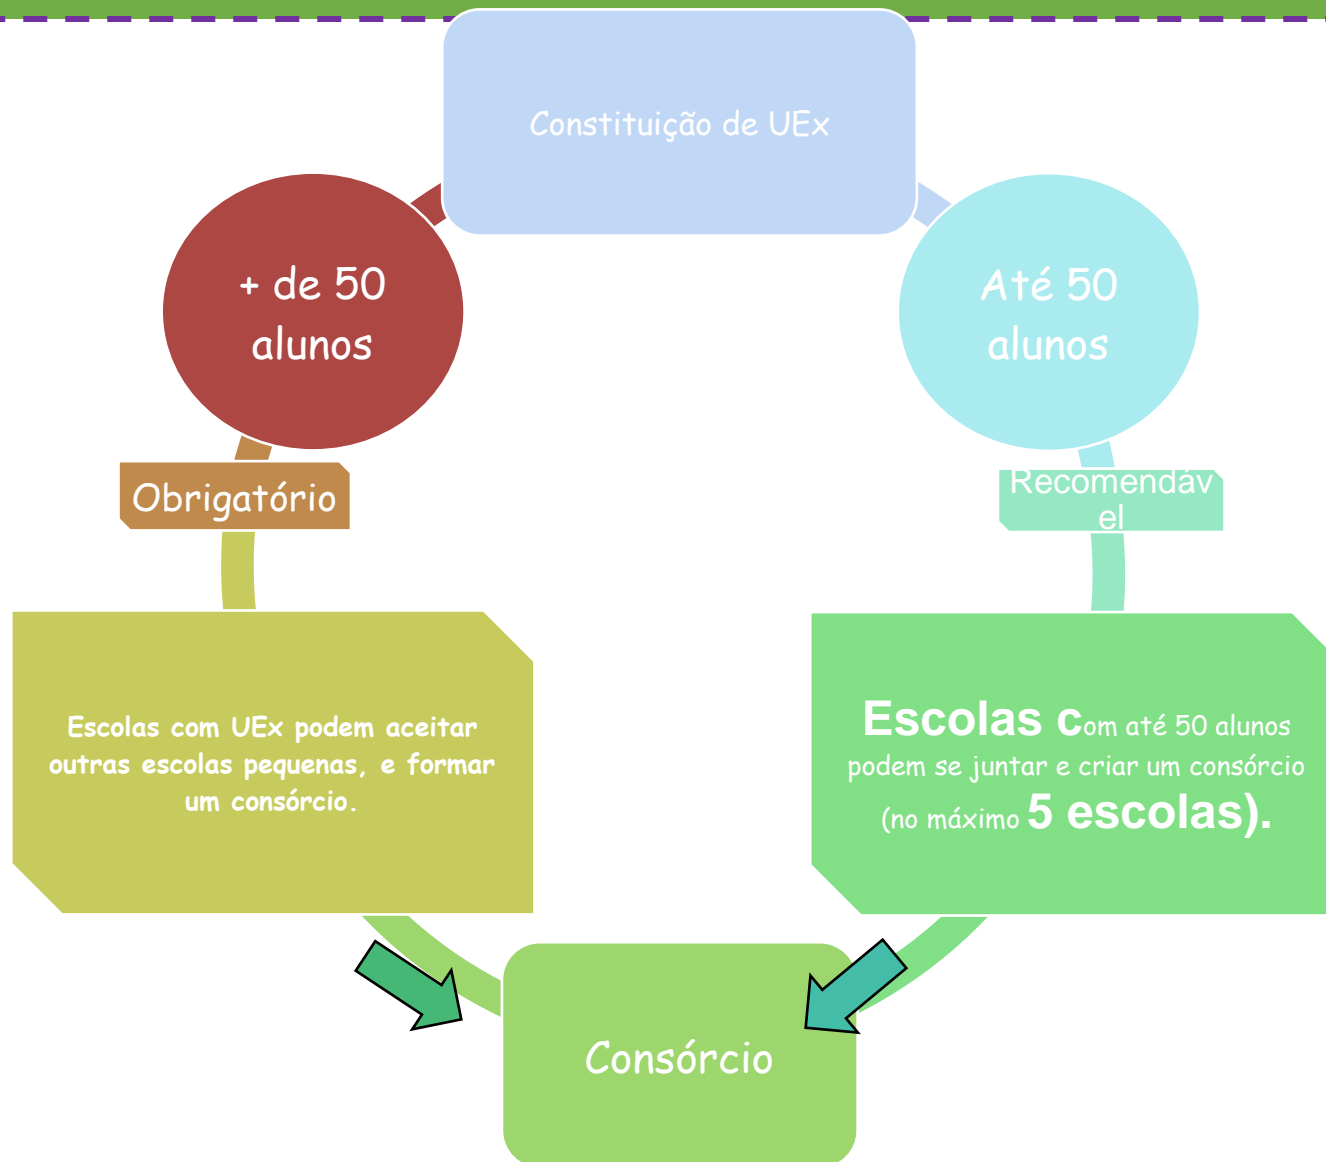 Constituição de UEx
+ de 50
alunos
Até 50
alunos
Obrigatório
Recomendáv
el
Escolas com UEx podem aceitar
outras escolas pequenas, e formar
um consórcio.
Escolas com até 50 alunos
podem se juntar e criar um consórcio
(no máximo 5 escolas).
Consórcio